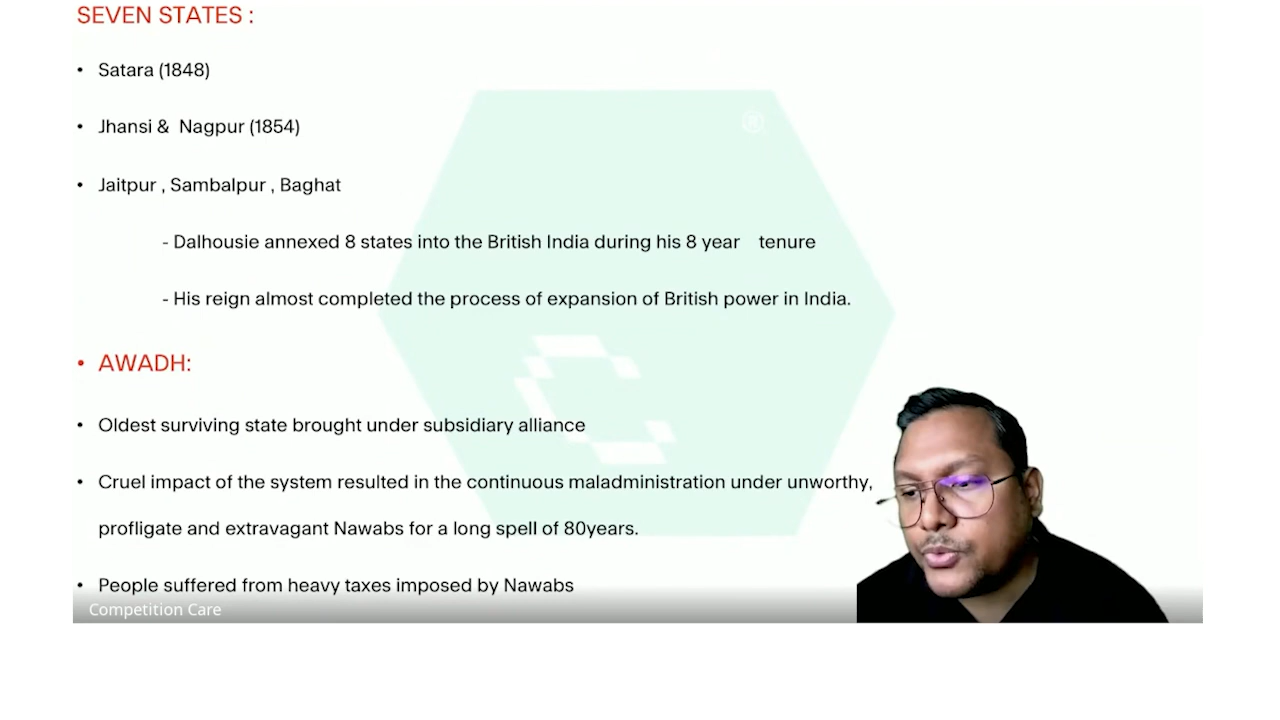 SEVEN STATES :
• Satara (1848)
• Jhansi & Nagpur (1854)
®
• Jaitpur , Sambalpur , Baghat
- Dalhousie annexed 8 states into the British India during his 8 year tenure
- His reign almost completed the process of expansion of British power in India.
• AWADH:
• Oldest surviving state brought under subsidiary alliance
• Cruel impact of the system resulted in the continuous maladministration under unworthy,
profligate and extravagant Nawabs for a long spell of 80years.
• People suffered from heavy taxes imposed by Nawabs
Competition Care